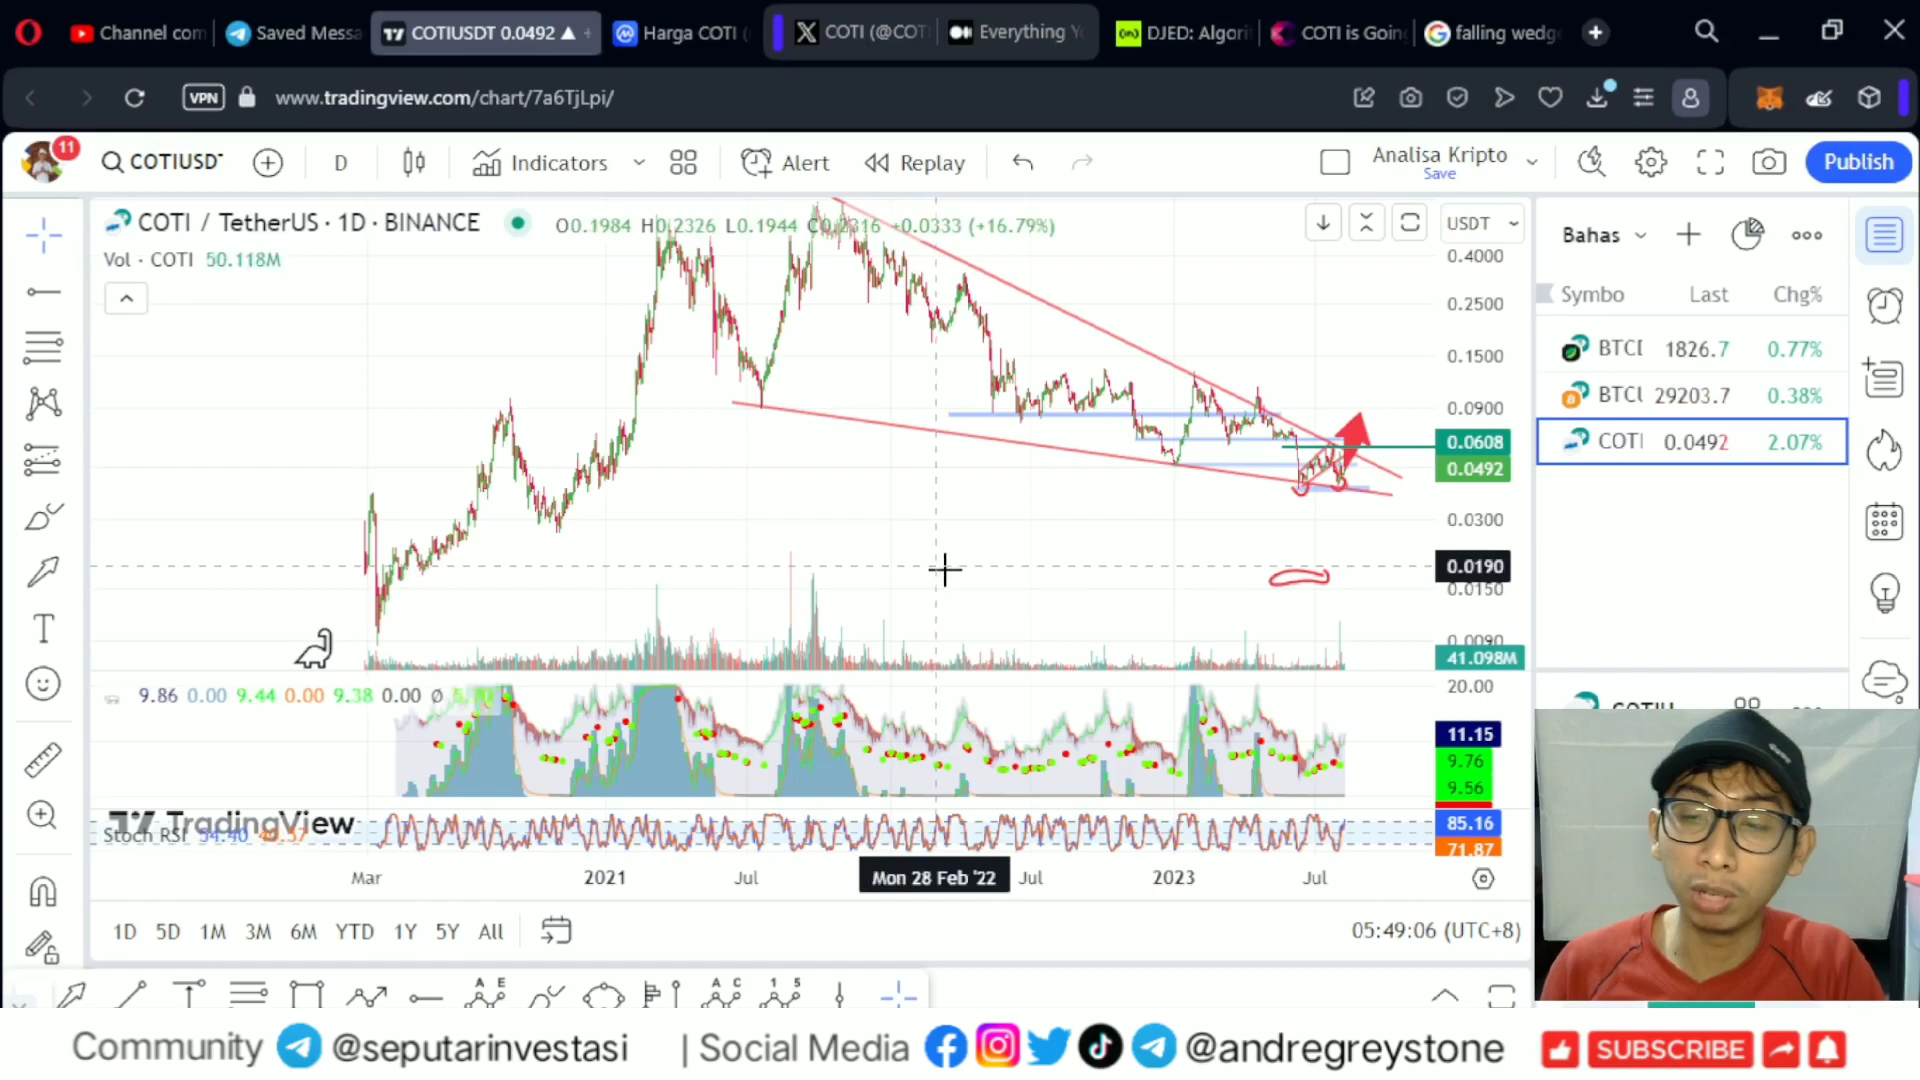 Channel com
Saved Messa
COTIUSDT 0.0492 ▲
Harga COTI (
COTI (@COT
Everything Y
DJED: Algori
COTI is Goin
falling wedg
VPN
www.tradingview.com/chart/7a6TjLpi/
11
COTIUSDT
D
Indicators
Alert
Replay
Analisa Kripto
Save
Publish
COTI / TetherUS · 1D · BINANCE
O0.1984 H0.2326 L0.1944 C0.2316 +0.0333 (+16.79%)
USDT
Vol · COTI 50.118M
0.4000
0.2500
0.1500
0.0900
0.0608
0.0492
0.0300
0.0190
0.0150
0.0090
41.098M
Bahas
Symbo Last Chg%
BTCI 1826.7 0.77%
BTCU 29203.7 0.38%
COTI 0.0492 2.07%
9.86 0.00 9.44 0.00 9.38 0.00 Ø
20.00
11.15
9.76
9.56
TradingView
Stoch RSI
85.16
71.87
Mar 2021 Jul Mon 28 Feb '22 Jul 2023 Jul
1D 5D 1M 3M 6M YTD 1Y 5Y All
05:49:06 (UTC+8)
Community @seputarinvestasi | Social Media @andregreystone
SUBSCRIBE